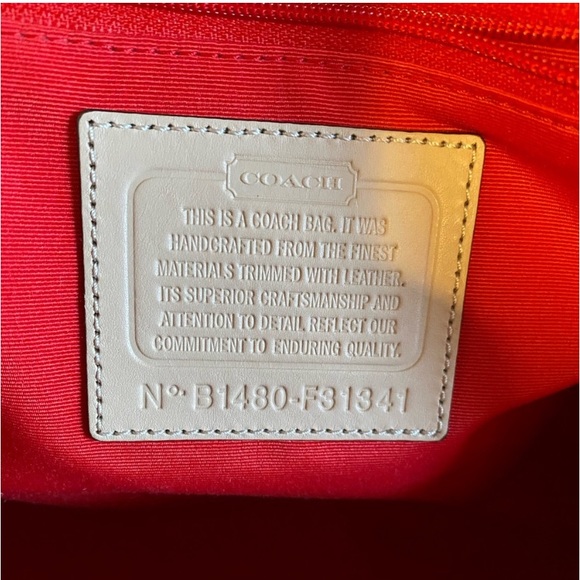 COACH
THIS IS A COACH BAG. IT WAS
HANDCRAFTED FROM THE FINEST
MATERIALS TRIMMED WITH LEATHER.
ITS SUPERIOR CRAFTSMANSHIP AND
ATTENTION TO DETAIL REFLECT OUR
COMMITMENT TO ENDURING QUALITY.
Nº. B1480-F31341